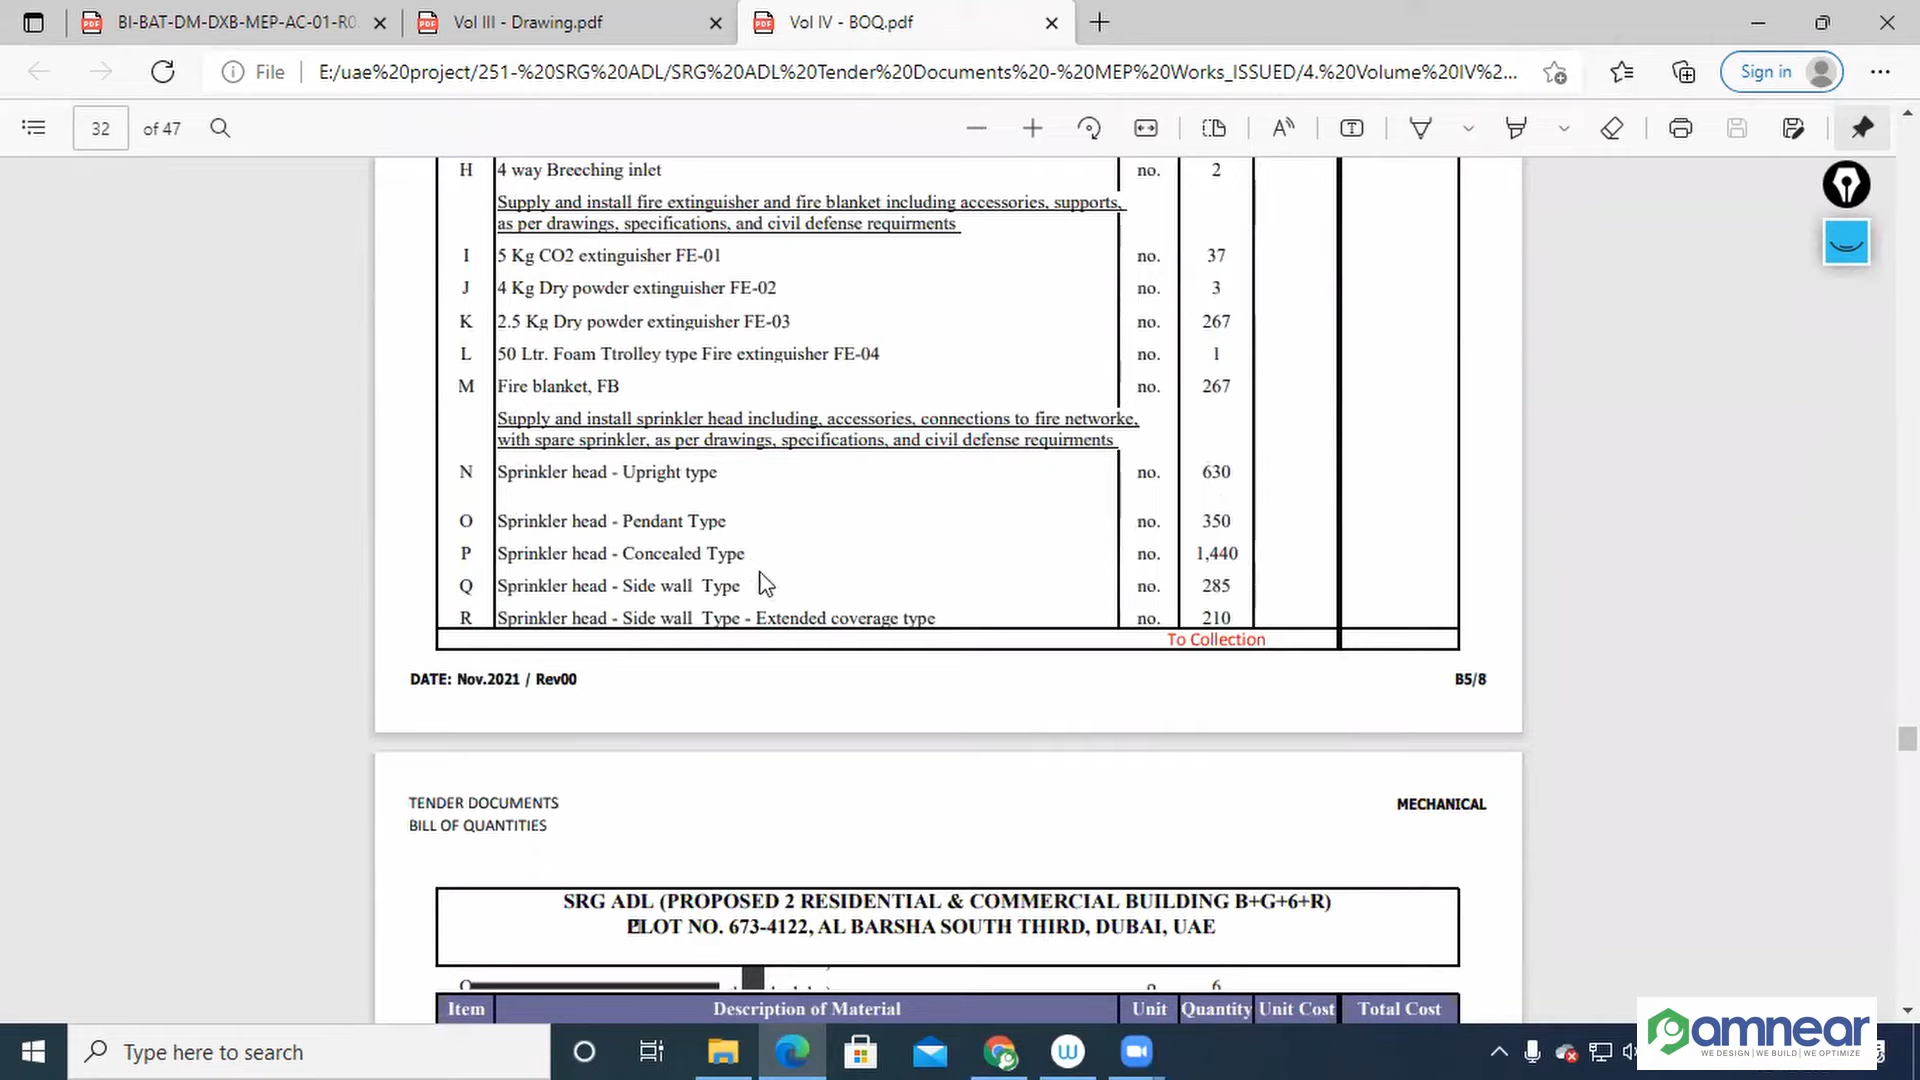 BI-BAT-DM-DXB-MEP-AC-01-R0
Vol III - Drawing.pdf
Vol IV - BOQ.pdf
File
E:/uae%20project/251-%20SRG%20ADL/SRG%20ADL%20Tender%20Documents%20-%20MEP%20Works_ISSUED/4.%20Volume%20IV%2...
Sign in
32 of 47
H 4 way Breeching inlet no. 2
Supply and install fire extinguisher and fire blanket including accessories, supports,
as per drawings, specifications, and civil defense requirments
I 5 Kg CO2 extinguisher FE-01 no. 37
J 4 Kg Dry powder extinguisher FE-02 no. 3
K 2.5 Kg Dry powder extinguisher FE-03 no. 267
L 50 Ltr. Foam Ttrolley type Fire extinguisher FE-04 no. 1
M Fire blanket, FB no. 267
Supply and install sprinkler head including, accessories, connections to fire networke,
with spare sprinkler, as per drawings, specifications, and civil defense requirments
N Sprinkler head - Upright type no. 630
O Sprinkler head - Pendant Type no. 350
P Sprinkler head - Concealed Type no. 1,440
Q Sprinkler head - Side wall Type no. 285
R Sprinkler head - Side wall Type - Extended coverage type no. 210
To Collection
DATE: Nov.2021 / Rev00 B5/8
TENDER DOCUMENTS MECHANICAL
BILL OF QUANTITIES
SRG ADL (PROPOSED 2 RESIDENTIAL & COMMERCIAL BUILDING B+G+6+R)
PLOT NO. 673-4122, AL BARSHA SOUTH THIRD, DUBAI, UAE
6
Item Description of Material Unit Quantity Unit Cost Total Cost
Type here to search
amnear
WE DESIGN | WE BUILD | WE OPTIMIZE